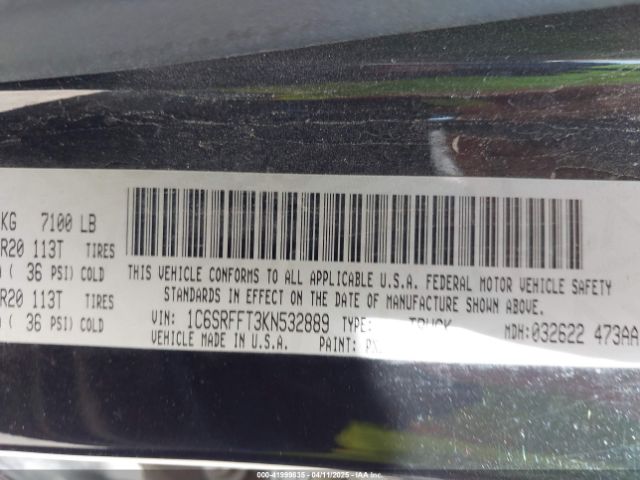 KG 7100 LB
R20 113T TIRES
( 36 PSI) COLD
R20 113T TIRES
( 36 PSI) COLD
THIS VEHICLE CONFORMS TO ALL APPLICABLE U.S.A. FEDERAL MOTOR VEHICLE SAFETY
STANDARDS IN EFFECT ON THE DATE OF MANUFACTURE SHOWN ABOVE.
VIN: 1C6SRFFT3KN532889 TYPE: TRUCK MDH: 032622 473AA
VEHICLE MADE IN U.S.A. PAINT:
000-41999635 - 04/11/2025 - IAA Inc.